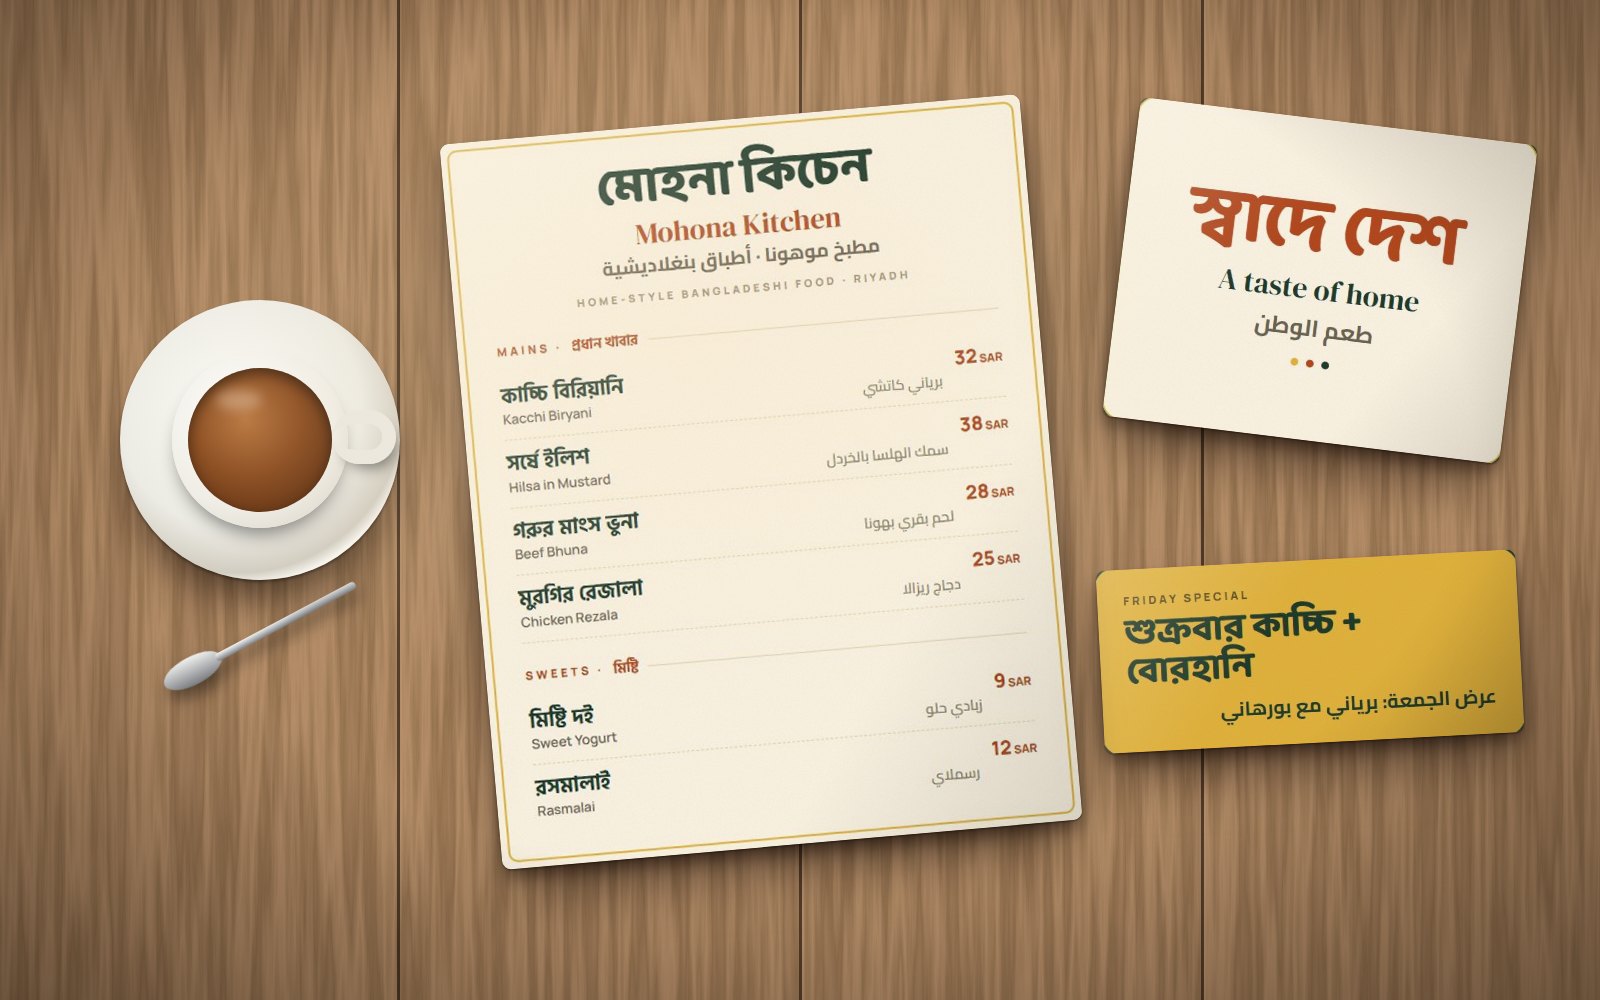 মোহনা কিচেন
Mohona Kitchen
مطبخ موهونا · أطباق بنغلاديشية
HOME-STYLE BANGLADESHI FOOD · RIYADH
MAINS · প্রধান খাবার
কাচ্চি বিরিয়ানি
Kacchi Biryani
برياني كاتشي
32 SAR
সর্ষে ইলিশ
Hilsa in Mustard
سمك الهلسا بالخردل
38 SAR
গরুর মাংস ভুনা
Beef Bhuna
لحم بقري بهونا
28 SAR
মুরগির রেজালা
Chicken Rezala
دجاج ريزالا
25 SAR
SWEETS · মিষ্টি
মিষ্টি দই
Sweet Yogurt
زبادي حلو
9 SAR
রসমালাই
Rasmalai
رسملاي
12 SAR
স্বাদে দেশ
A taste of home
طعم الوطن
FRIDAY SPECIAL
শুক্রবার কাচ্চি +
বোরহানি
عرض الجمعة: برياني مع بورهاني